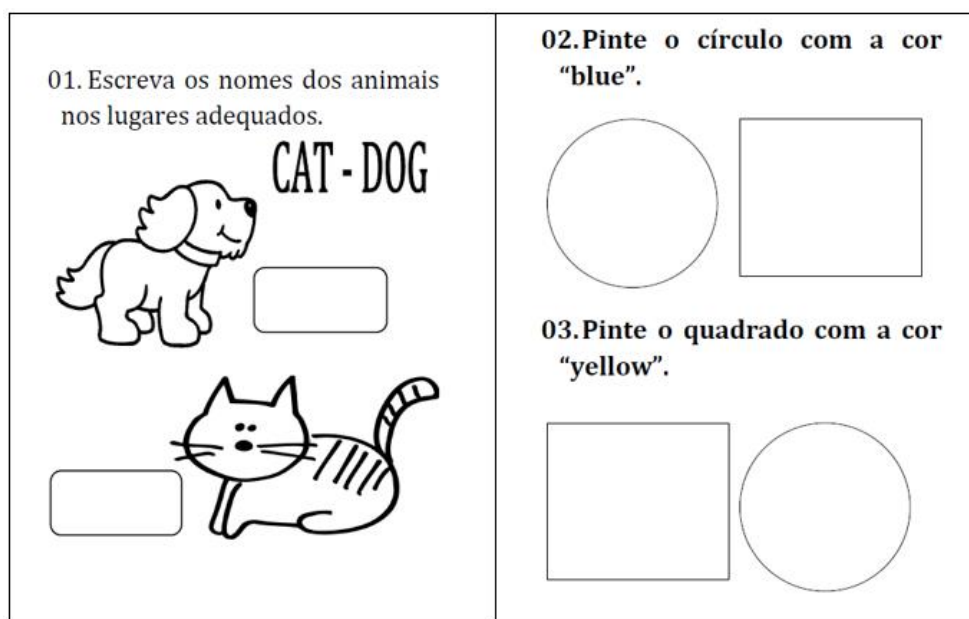 01. Escreva os nomes dos animais
nos lugares adequados.
CAT - DOG
02. Pinte o círculo com a cor
“blue”.
03. Pinte o quadrado com a cor
“yellow”.